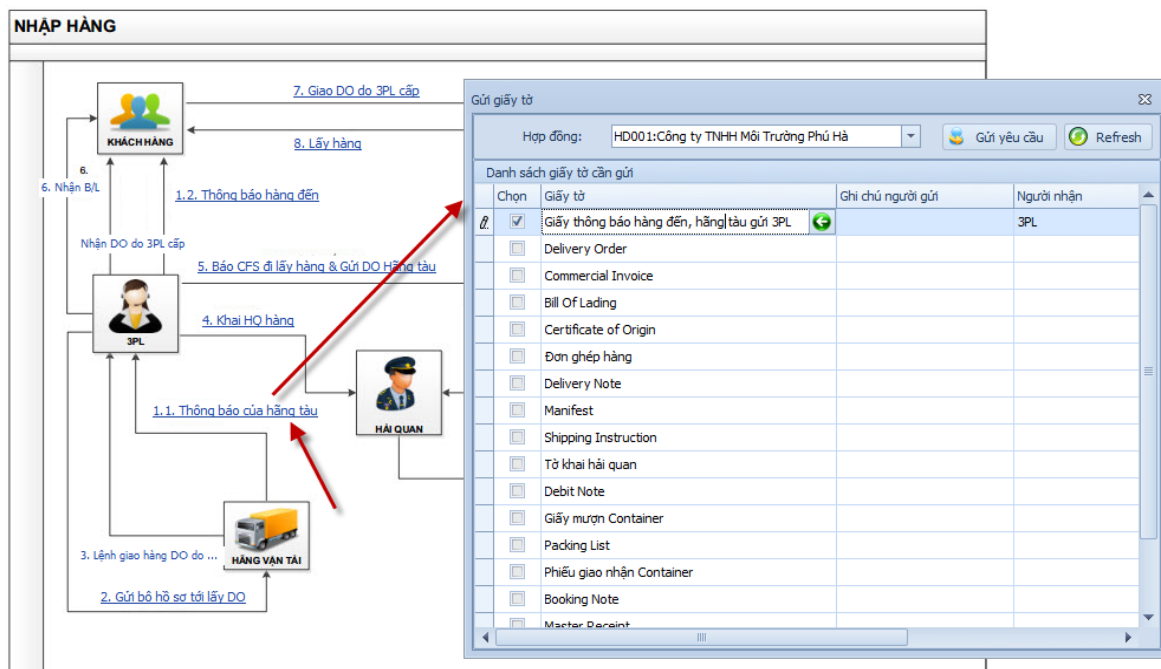 NHẬP HÀNG
7. Giao DO do 3PL cấp
KHÁCH HÀNG
8. Lấy hàng
6.
6. Nhận B/L
1.2. Thông báo hàng đến
Nhận DO do 3PL cấp
5. Báo CFS đi lấy hàng & Gửi DO Hãng tàu
4. Khai HQ hàng
3PL
1.1. Thông báo của hãng tàu
HẢI QUAN
3. Lệnh giao hàng DO do ...
HÃNG VẬN TẢI
2. Gửi bộ hồ sơ tới lấy DO
Gửi giấy tờ
Hợp đồng: HD001:Công ty TNHH Môi Trường Phú Hà Gửi yêu cầu Refresh
Danh sách giấy tờ cần gửi
Chọn Giấy tờ Ghi chú người gửi Người nhận
Giấy thông báo hàng đến, hãng tàu gửi 3PL 3PL
Delivery Order
Commercial Invoice
Bill Of Lading
Certificate of Origin
Đơn ghép hàng
Delivery Note
Manifest
Shipping Instruction
Tờ khai hải quan
Debit Note
Giấy mượn Container
Packing List
Phiếu giao nhận Container
Booking Note
Master Receipt